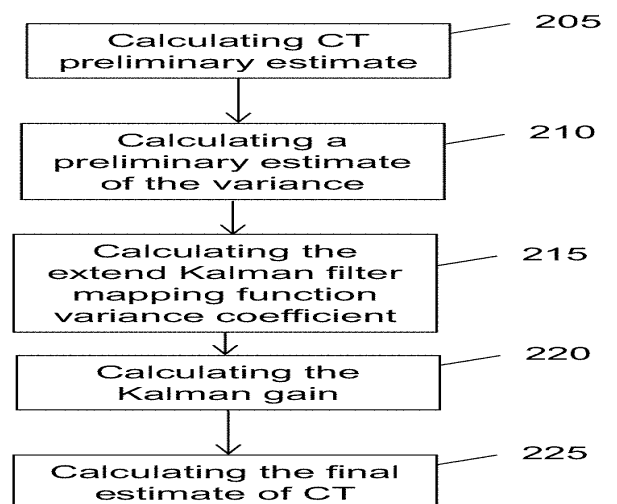 Calculating CT
preliminary estimate
205
Calculating a
preliminary estimate
of the variance
210
Calculating the
extend Kalman filter
mapping function
variance coefficient
215
Calculating the
Kalman gain
220
Calculating the final
estimate of CT
225